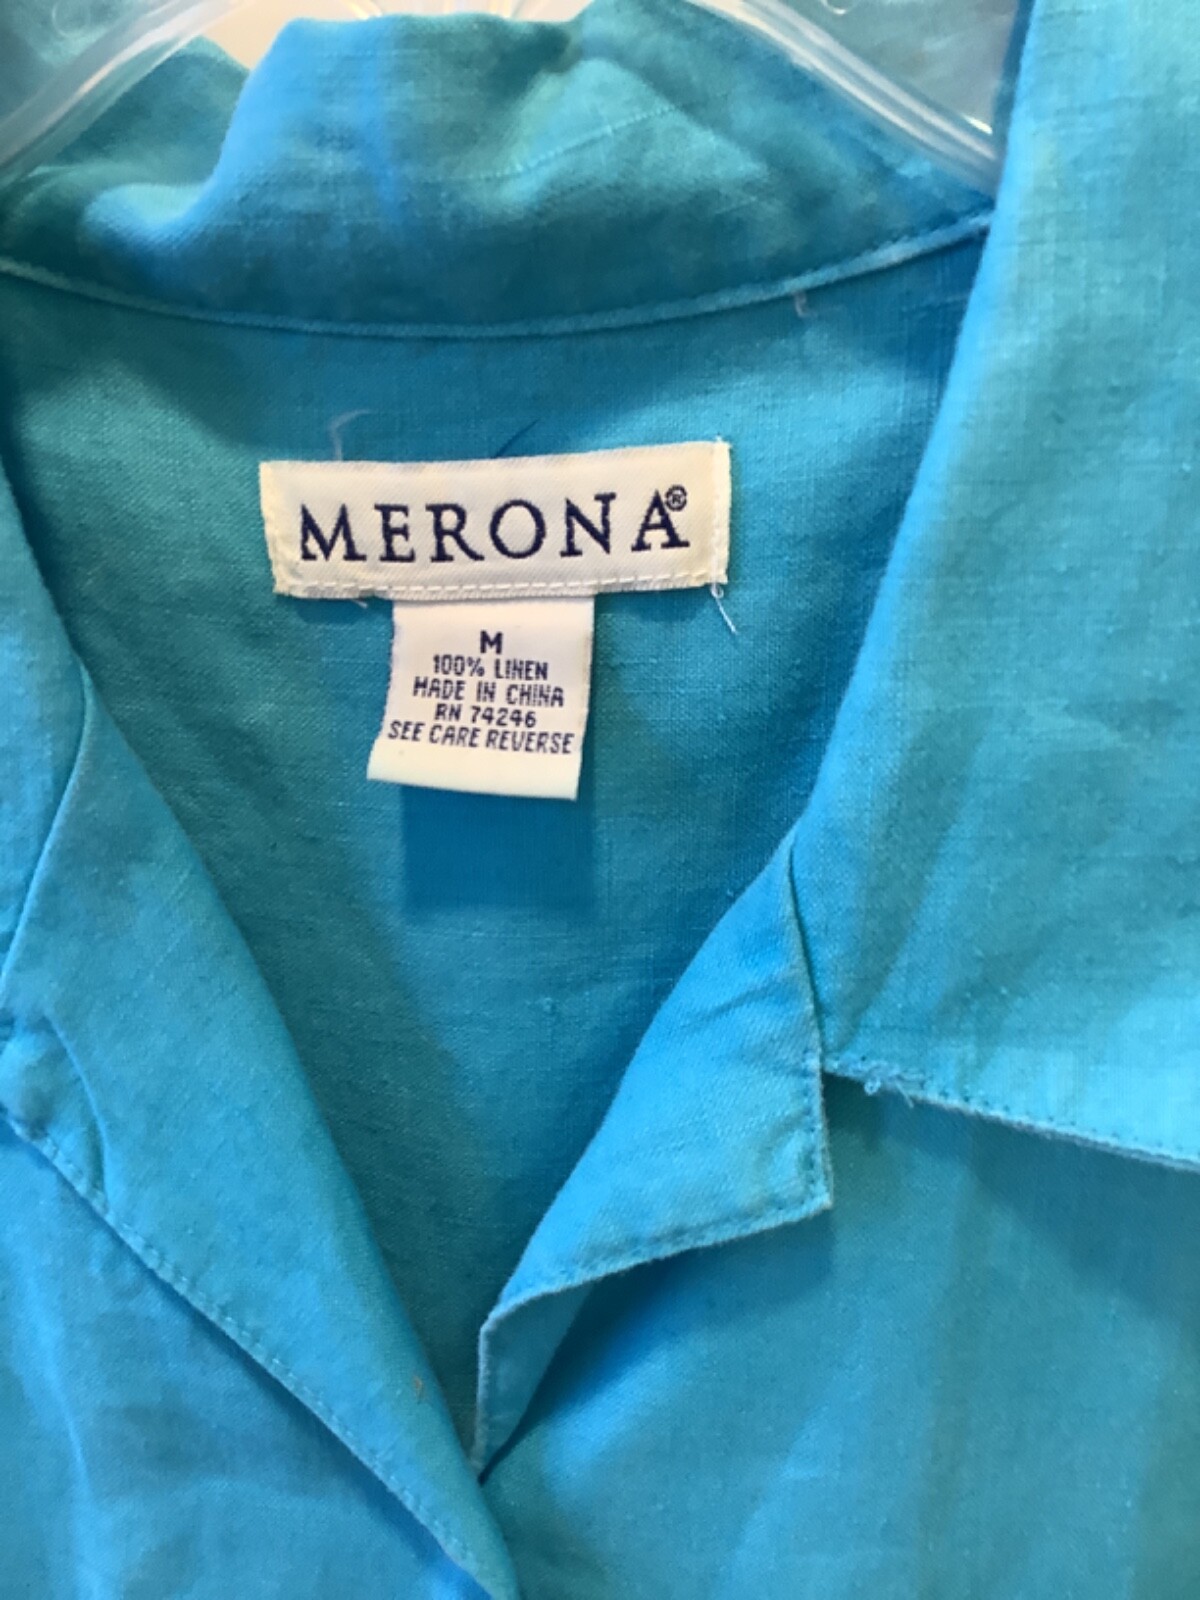 MERONA®
M
100% LINEN
MADE IN CHINA
RN 74246
SEE CARE REVERSE